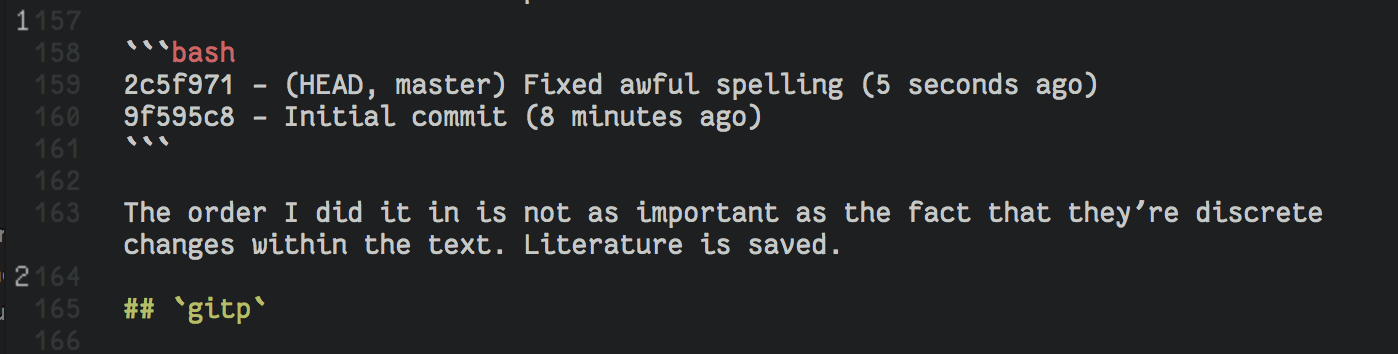 1 157
158 ```bash
159 2c5f971 – (HEAD, master) Fixed awful spelling (5 seconds ago)
160 9f595c8 – Initial commit (8 minutes ago)
161 ```
162
163 The order I did it in is not as important as the fact that they’re discrete
changes within the text. Literature is saved.
2 164
165 ## `gitp`
166